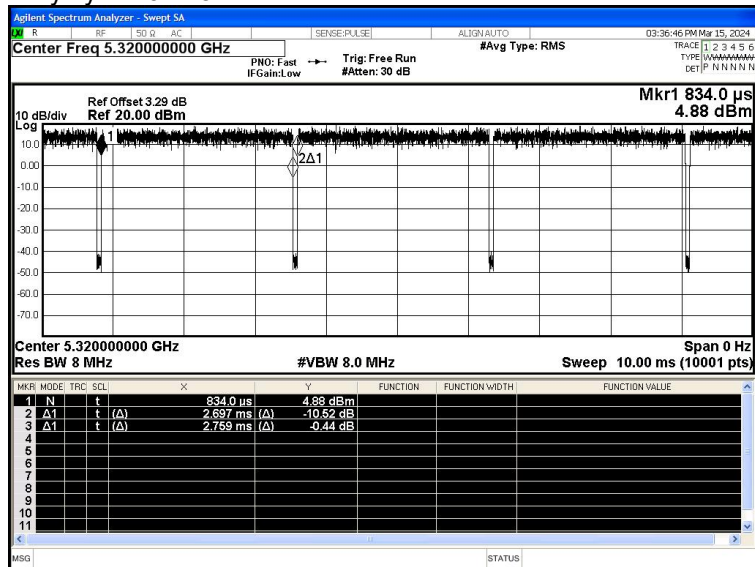 Agilent Spectrum Analyzer - Swept SA
LXI R RF 50 Ω AC SENSE:PULSE ALIGN AUTO 03:36:46 PM Mar 15, 2024
Center Freq 5.320000000 GHz #Avg Type: RMS TRACE 1 2 3 4 5 6
PNO: Fast Trig: Free Run TYPE
IFGain:Low #Atten: 30 dB DET P N N N N N
Mkr1 834.0 µs
Ref Offset 3.29 dB
10 dB/div Ref 20.00 dBm 4.88 dBm
Log
10.0
1
2Δ1
0.00
-10.0
-20.0
-30.0
-40.0
-50.0
-60.0
-70.0
Center 5.320000000 GHz Span 0 Hz
Res BW 8 MHz #VBW 8.0 MHz Sweep 10.00 ms (10001 pts)
MKR MODE TRC SCL X Y FUNCTION FUNCTION WIDTH FUNCTION VALUE
1 N t 834.0 µs 4.88 dBm
2 Δ1 t (Δ) 2.697 ms (Δ) -10.52 dB
3 Δ1 t (Δ) 2.759 ms (Δ) -0.44 dB
4
5
6
7
8
9
10
11
MSG STATUS